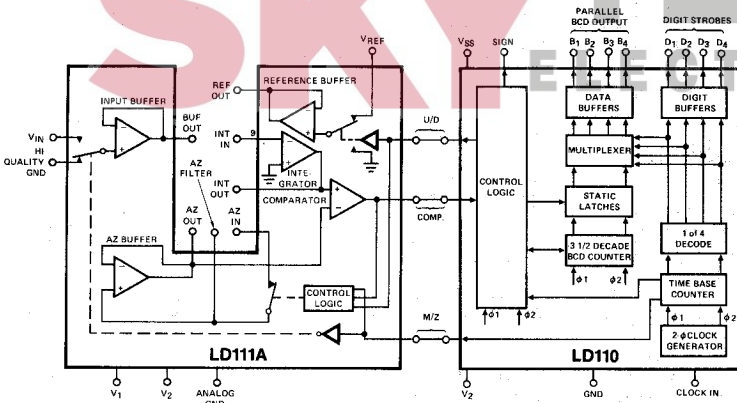 SKY
ELECT
PARALLEL
BCD OUTPUT
DIGIT STROBES
VREF
VSS
SIGN
B1 B2 B3 B4
D1 D2 D3 D4
REF
OUT
REFERENCE BUFFER
INPUT BUFFER
BUF
OUT
INT
IN
9
VIN
HI
QUALITY
GND
AZ
FILTER
INTE-
GRATOR
INT
OUT
COMPARATOR
AZ
OUT
AZ
IN
AZ BUFFER
CONTROL
LOGIC
LD111A
V1
V2
ANALOG
GND
U/D
COMP.
M/Z
CONTROL
LOGIC
DATA
BUFFERS
DIGIT
BUFFERS
MULTIPLEXER
STATIC
LATCHES
3 1/2 DECADE
BCD COUNTER
1 of 4
DECODE
TIME BASE
COUNTER
2-ϕCLOCK
GENERATOR
ϕ1 ϕ2
ϕ1 ϕ2
ϕ1 ϕ2
LD110
V2
GND
CLOCK IN